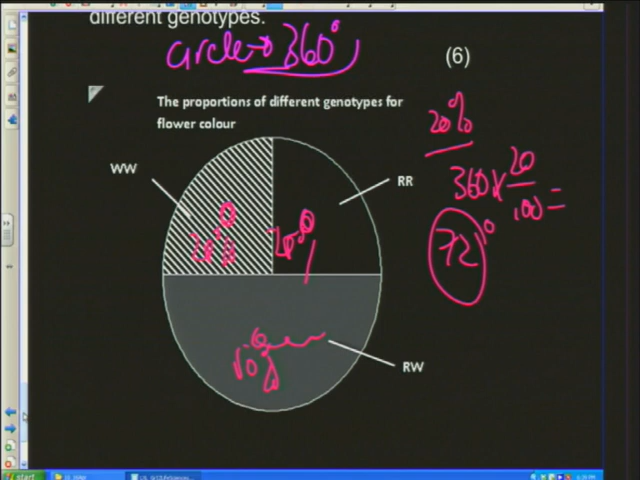 different genotypes.
circle → 360°
(6)
The proportions of different genotypes for
flower colour
20%
WW
RR
360 x 20/100 =
72°
RW
start